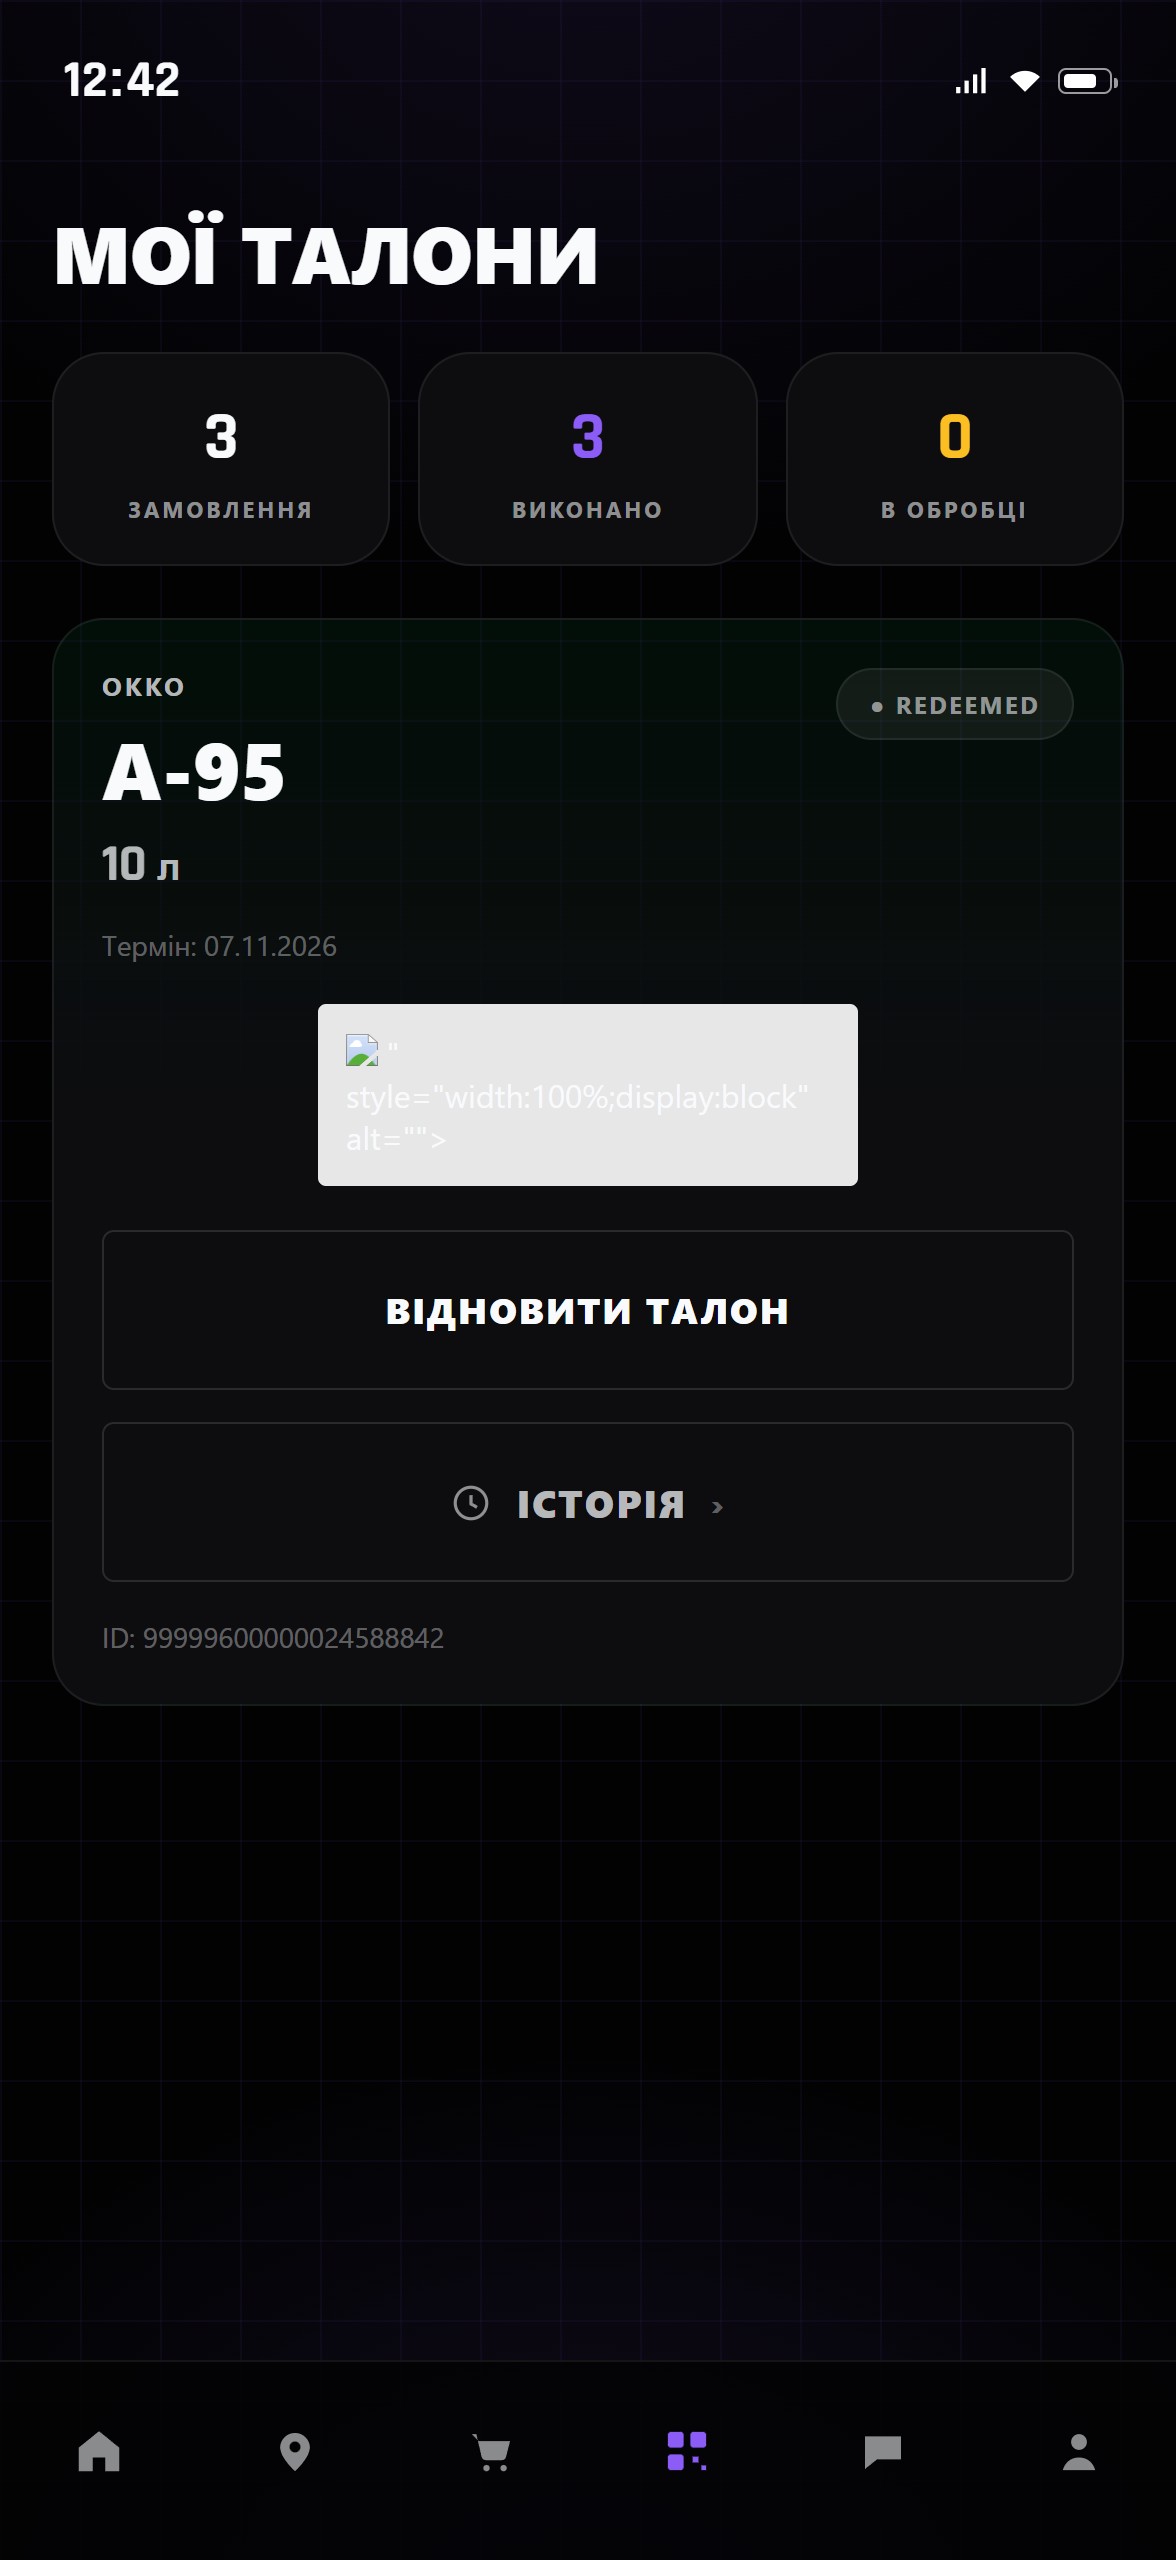 12:42
МОЇ ТАЛОНИ
3
ЗАМОВЛЕННЯ
3
ВИКОНАНО
0
В ОБРОБЦІ
ОККО
● REDEEMED
А-95
10 л
Термін: 07.11.2026
"
style="width:100%;display:block"
alt="">
ВІДНОВИТИ ТАЛОН
ІСТОРІЯ ›
ID: 99999600000024588842